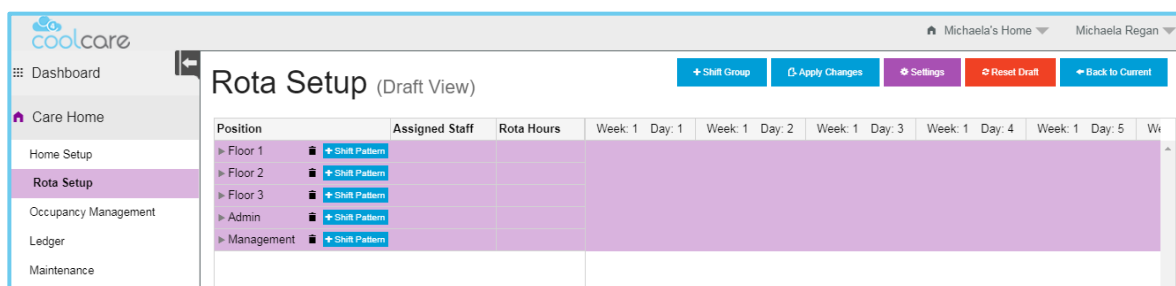 coolcare
Michaela's Home
Michaela Regan
Dashboard
Care Home
Home Setup
Rota Setup
Occupancy Management
Ledger
Maintenance
Rota Setup (Draft View)
+ Shift Group
Apply Changes
Settings
Reset Draft
Back to Current
Position Assigned Staff Rota Hours Week: 1 Day: 1 Week: 1 Day: 2 Week: 1 Day: 3 Week: 1 Day: 4 Week: 1 Day: 5
Floor 1 + Shift Pattern
Floor 2 + Shift Pattern
Floor 3 + Shift Pattern
Admin + Shift Pattern
Management + Shift Pattern